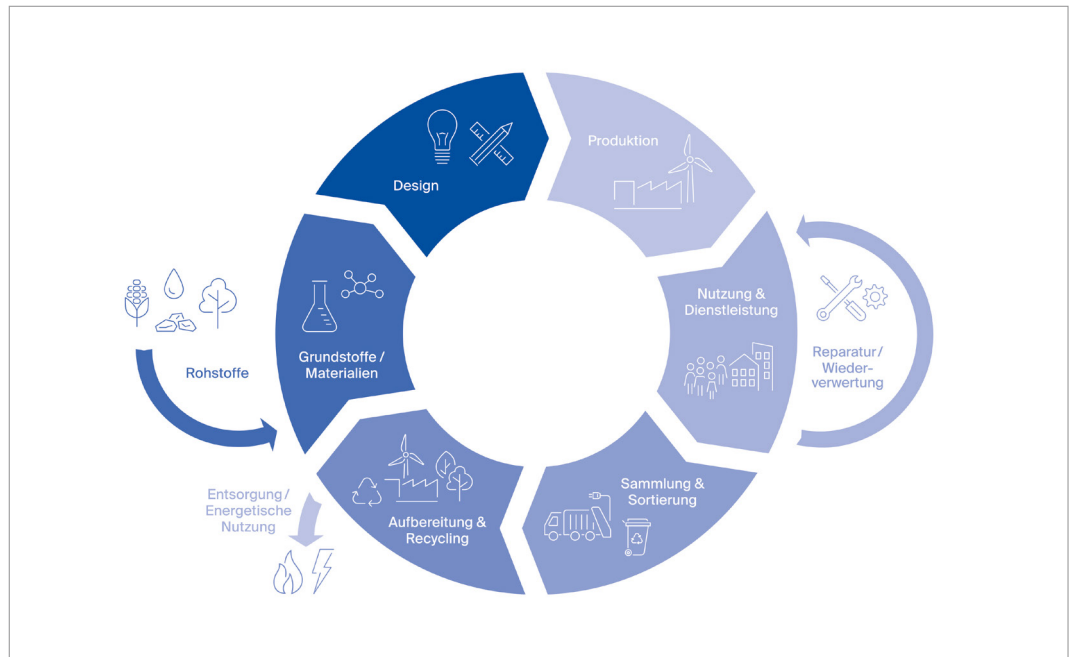 Design
Produktion
Nutzung &
Dienstleistung
Reparatur/
Wieder-
verwertung
Sammlung &
Sortierung
Aufbereitung &
Recycling
Entsorgung/
Energetische
Nutzung
Rohstoffe
Grundstoffe /
Materialien